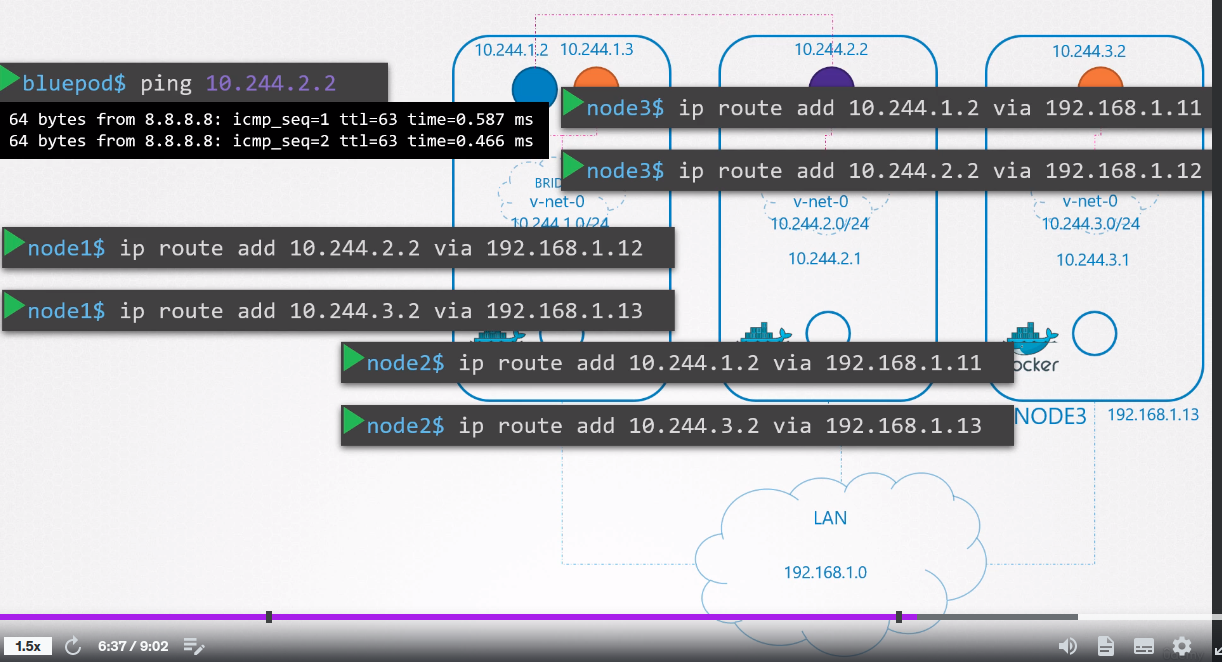 10.244.1.2 10.244.1.3
10.244.2.2
10.244.3.2
bluepod$ ping 10.244.2.2
64 bytes from 8.8.8.8: icmp_seq=1 ttl=63 time=0.587 ms
64 bytes from 8.8.8.8: icmp_seq=2 ttl=63 time=0.466 ms
node3$ ip route add 10.244.1.2 via 192.168.1.11
node3$ ip route add 10.244.2.2 via 192.168.1.12
BRID
v-net-0
10.244.1.0/24
v-net-0
10.244.2.0/24
10.244.2.1
v-net-0
10.244.3.0/24
10.244.3.1
node1$ ip route add 10.244.2.2 via 192.168.1.12
node1$ ip route add 10.244.3.2 via 192.168.1.13
ocker
node2$ ip route add 10.244.1.2 via 192.168.1.11
node2$ ip route add 10.244.3.2 via 192.168.1.13
NODE3 192.168.1.13
LAN
192.168.1.0
1.5x 6:37 / 9:02